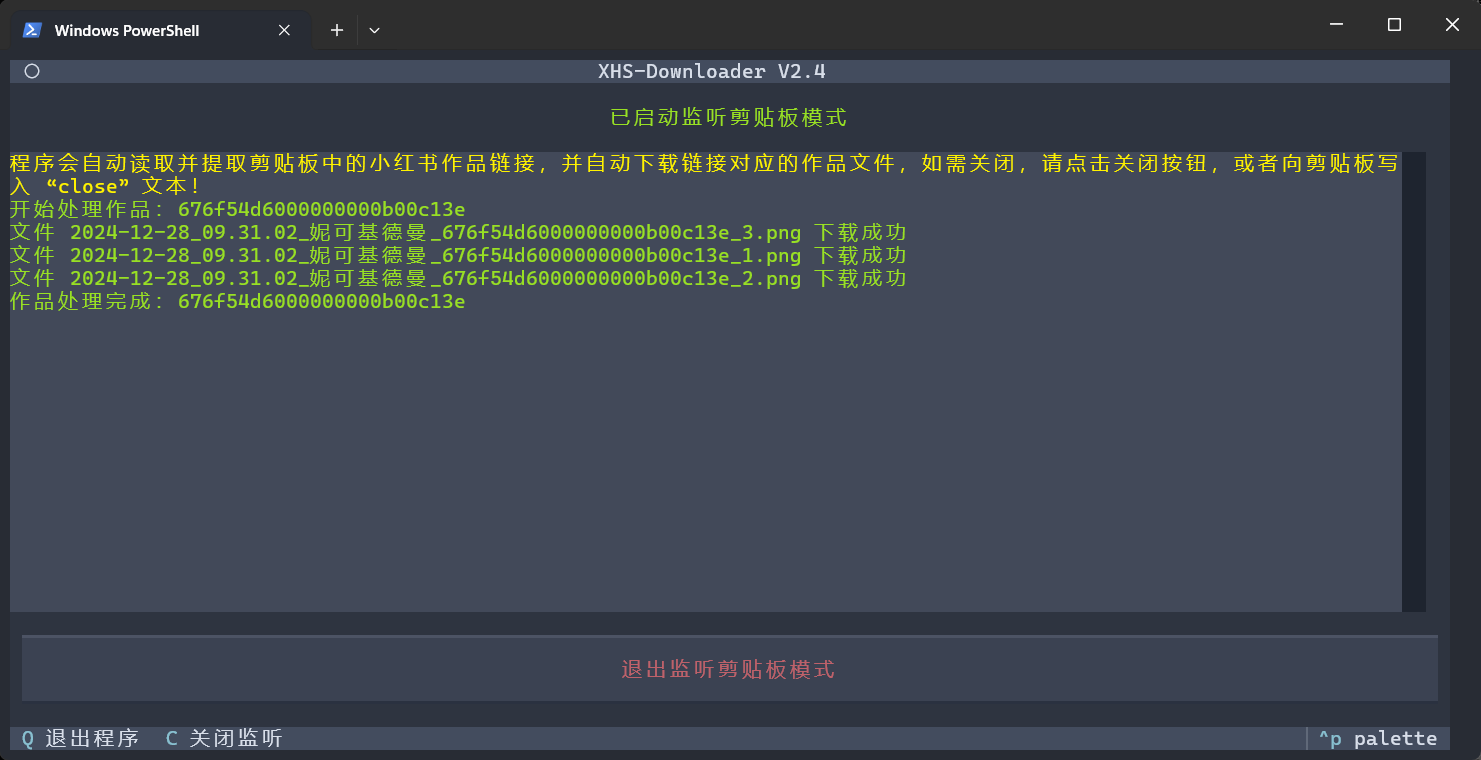 Windows PowerShell
XHS-Downloader V2.4
已启动监听剪贴板模式
程序会自动读取并提取剪贴板中的小红书作品链接，并自动下载链接对应的作品文件，如需关闭，请点击关闭按钮，或者向剪贴板写
入 “close” 文本！
开始处理作品：676f54d6000000000b00c13e
文件 2024-12-28_09.31.02_妮可基德曼_676f54d6000000000b00c13e_3.png 下载成功
文件 2024-12-28_09.31.02_妮可基德曼_676f54d6000000000b00c13e_1.png 下载成功
文件 2024-12-28_09.31.02_妮可基德曼_676f54d6000000000b00c13e_2.png 下载成功
作品处理完成：676f54d6000000000b00c13e
退出监听剪贴板模式
Q 退出程序 C 关闭监听 ^p palette